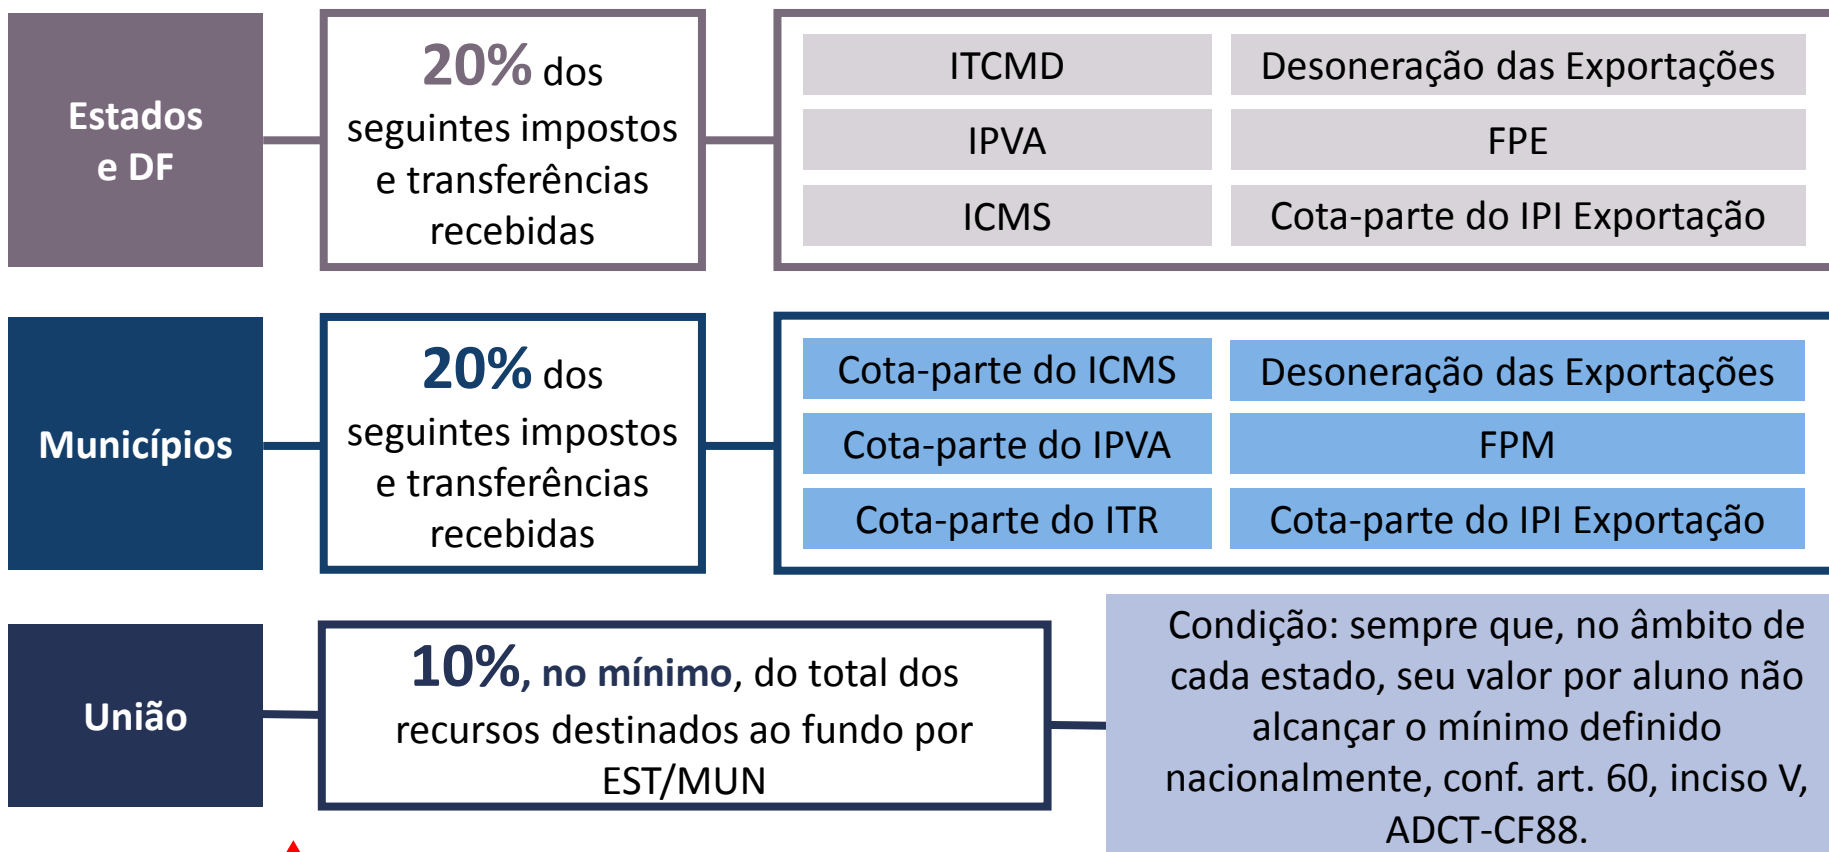 Estados
e DF
20% dos
seguintes impostos
e transferências
recebidas
ITCMD
Desoneração das Exportações
IPVA
FPE
ICMS
Cota-parte do IPI Exportação
Municípios
20% dos
seguintes impostos
e transferências
recebidas
Cota-parte do ICMS
Desoneração das Exportações
Cota-parte do IPVA
FPM
Cota-parte do ITR
Cota-parte do IPI Exportação
União
10%, no mínimo, do total dos
recursos destinados ao fundo por
EST/MUN
Condição: sempre que, no âmbito de
cada estado, seu valor por aluno não
alcançar o mínimo definido
nacionalmente, conf. art. 60, inciso V,
ADCT-CF88.